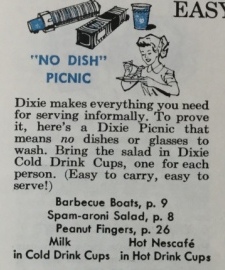 EASY
"NO DISH"
PICNIC
Dixie makes everything you need
for serving informally. To prove
it, here's a Dixie Picnic that
means no dishes or glasses to
wash. Bring the salad in Dixie
Cold Drink Cups, one for each
person. (Easy to carry, easy to
serve!)
Barbecue Boats, p. 9
Spam-aroni Salad, p. 8
Peanut Fingers, p. 26
Milk Hot Nescafé
in Cold Drink Cups in Hot Drink Cups